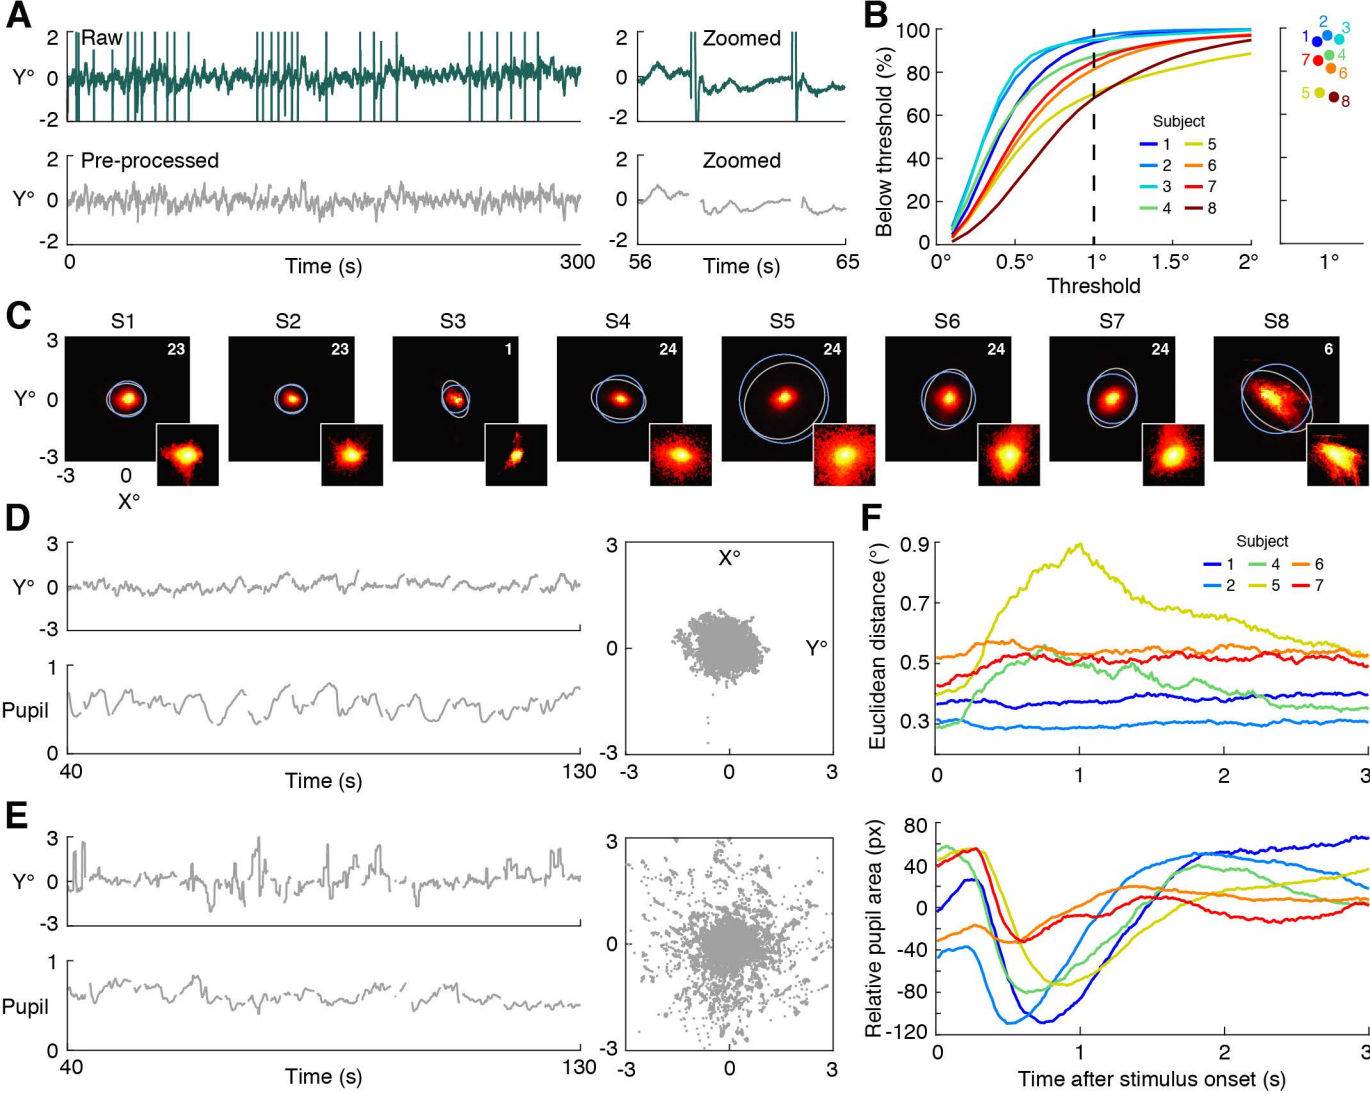 A
2
Raw
Y°
0
-2
2
Zoomed
0
-2
2
Pre-processed
Y°
0
-2
0
Time (s)
300
2
Zoomed
0
-2
56
Time (s)
65
B
Below threshold (%)
100
80
60
40
20
0
0°
0.5°
1°
1.5°
2°
Threshold
Subject
1
5
2
6
3
7
4
8
2
1
3
4
7
6
5
8
1°
C
S1
S2
S3
S4
S5
S6
S7
S8
3
Y°
0
-3
23
23
1
24
24
24
24
6
-3
0
X°
D
3
Y°
0
-3
1
Pupil
0
40
Time (s)
130
3
X°
0
Y°
-3
-3
0
3
E
3
Y°
0
-3
1
Pupil
0
40
Time (s)
130
3
0
-3
-3
0
3
F
Euclidean distance (°)
0.9
0.7
0.5
0.3
Subject
1
4
6
2
5
7
0
1
2
3
Relative pupil area (px)
80
40
0
-40
-80
-120
0
1
2
3
Time after stimulus onset (s)